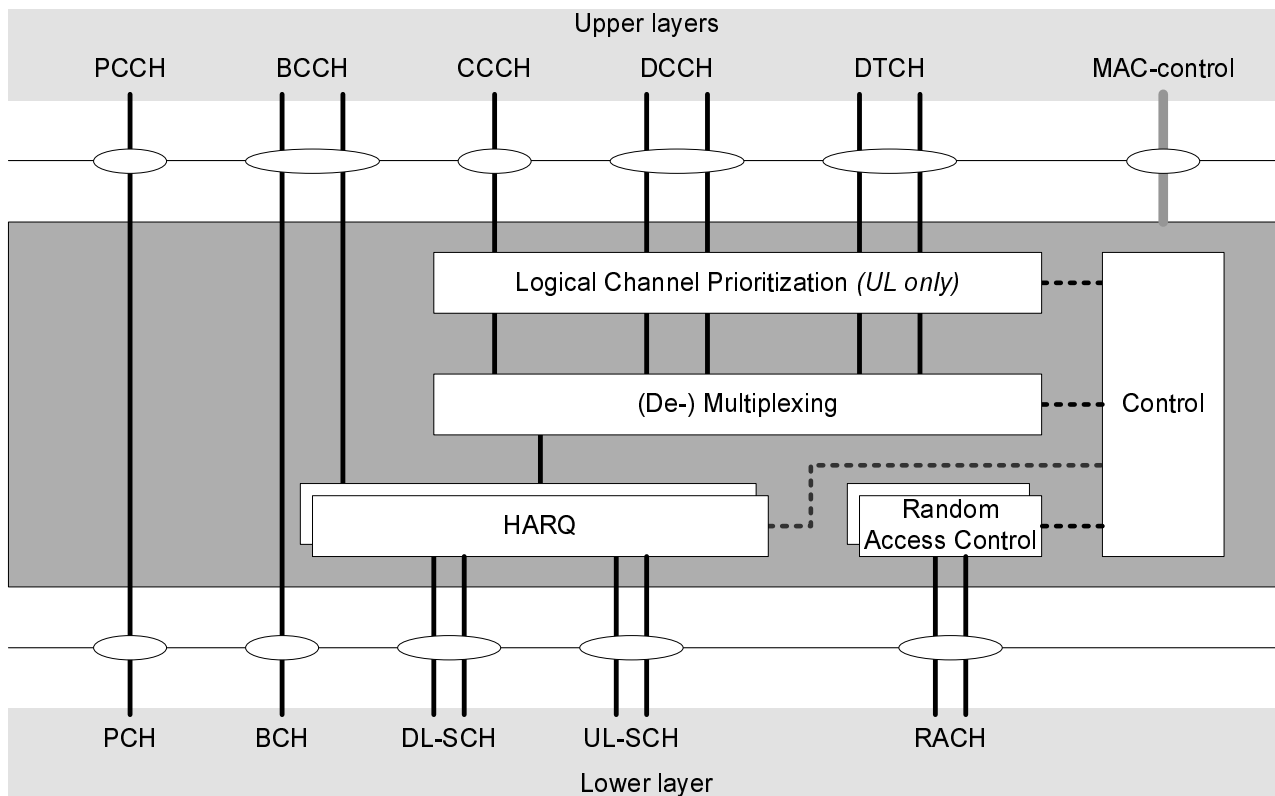 Upper layers
PCCH BCCH CCCH DCCH DTCH MAC-control
Logical Channel Prioritization (UL only)
(De-) Multiplexing
Control
HARQ
Random
Access Control
PCH BCH DL-SCH UL-SCH RACH
Lower layer